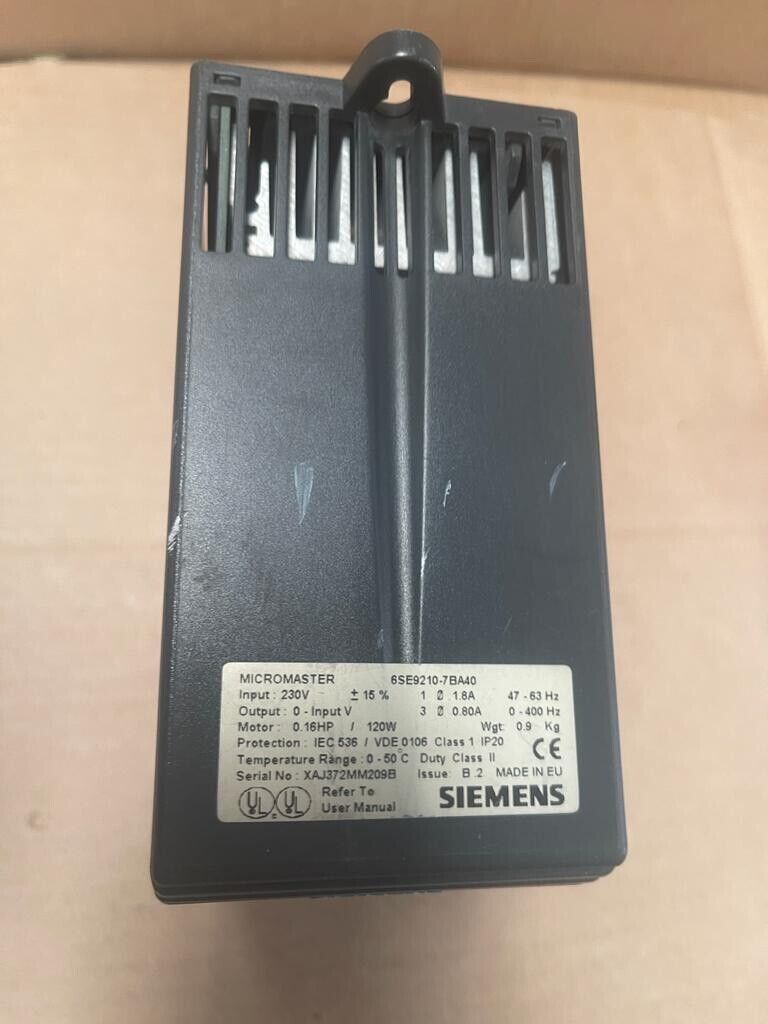 MICROMASTER 6SE9210-7BA40
Input : 230V ± 15 % 1 Ø 1.8A 47 - 63 Hz
Output : 0 - Input V 3 Ø 0.80A 0 - 400 Hz
Motor : 0.16HP / 120W Wgt: 0.9 Kg
Protection : IEC 536 / VDE 0106 Class 1 IP20 CE
Temperature Range : 0 - 50°C Duty Class II
Serial No : XAJ372MM209B Issue: B.2 MADE IN EU
UL UL Refer To
User Manual SIEMENS